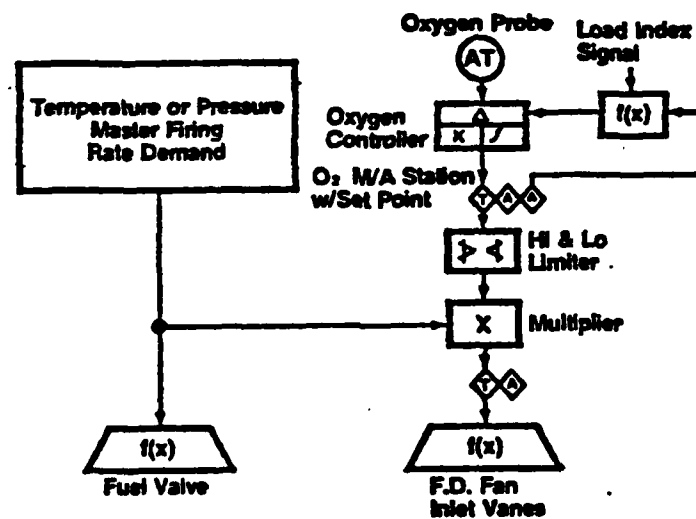 Oxygen Probe
AT
Load Index
Signal
Temperature or Pressure
Master Firing
Rate Demand
Oxygen
Controller
Δ
K ∫
f(x)
O₂ M/A Station
w/Set Point
T A A
Hi & Lo
Limiter
X
Multiplier
T A
f(x)
Fuel Valve
f(x)
F.D. Fan
Inlet Vanes